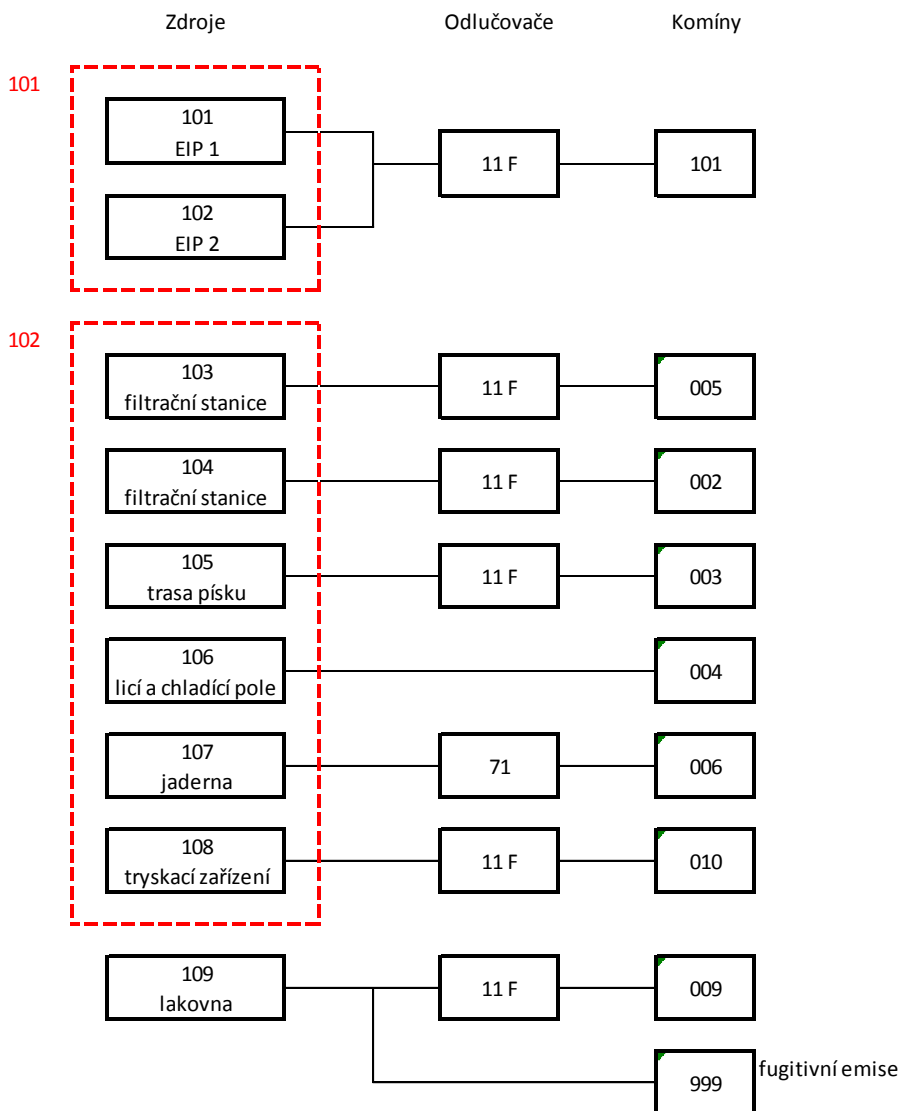 Zdroje Odlučovače Komíny
101
101
EIP 1
11 F
101
102
EIP 2
102
103
filtrační stanice
11 F
005
104
filtrační stanice
11 F
002
105
trasa písku
11 F
003
106
licí a chladící pole
004
107
jaderna
71
006
108
tryskací zařízení
11 F
010
109
lakovna
11 F
009
999
fugitivní emise